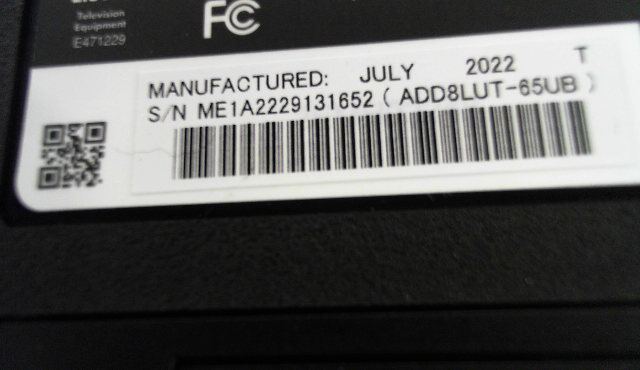 Television
Equipment
E471229
FC
MANUFACTURED: JULY 2022 T
S/N ME1A2229131652 ( ADD8LUT-65UB )